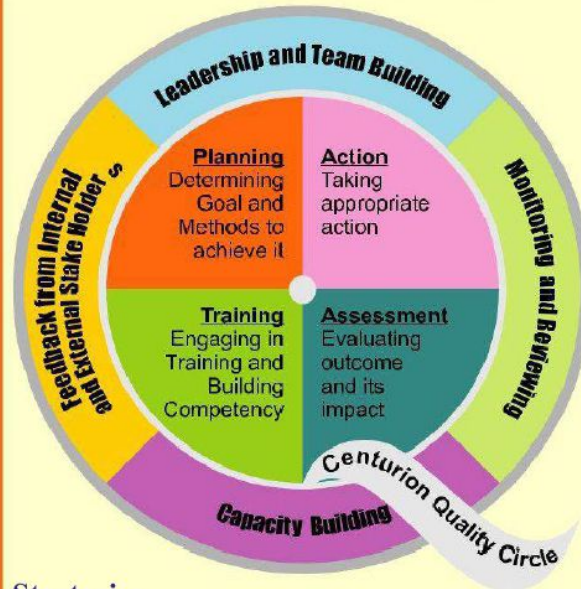 Leadership and Team Building
Planning
Determining
Goal and
Methods to
achieve it
Action
Taking
appropriate
action
Monitoring and Reviewing
Feedback from Internal
and External Stake Holder s
Training
Engaging in
Training and
Building
Competency
Assessment
Evaluating
outcome
and its
impact
Capacity Building
Centurion Quality Circle